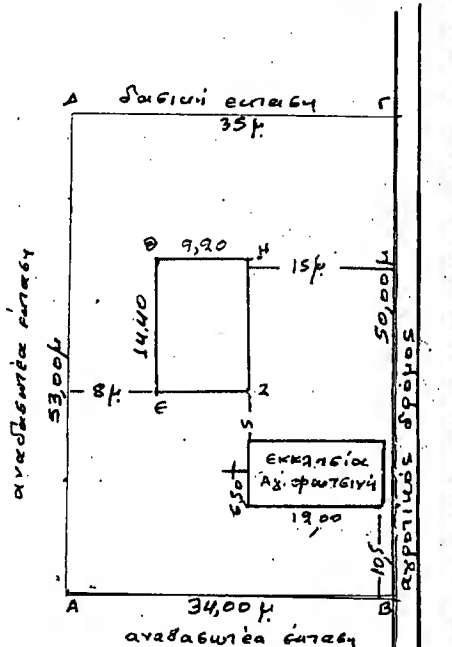 Δ δασική έκταση Γ
35μ
Θ 9,20 Η
15μ
14,40
αναδασωτέα έκταση
53,00μ
50,00μ
αγροτικός δρόμος
8μ
Ε
Ζ
5
εκκλησία
Αγ. φωτεινή
6,50
19,00
10,5
Α 34,00μ Β
αναδασωτέα έκταση